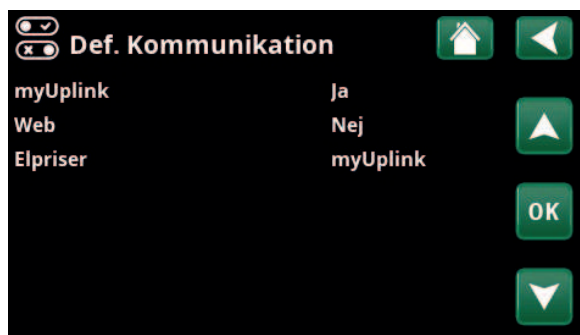 Def. Kommunikation
myUplink Ja
Web Nej
Elpriser myUplink
OK